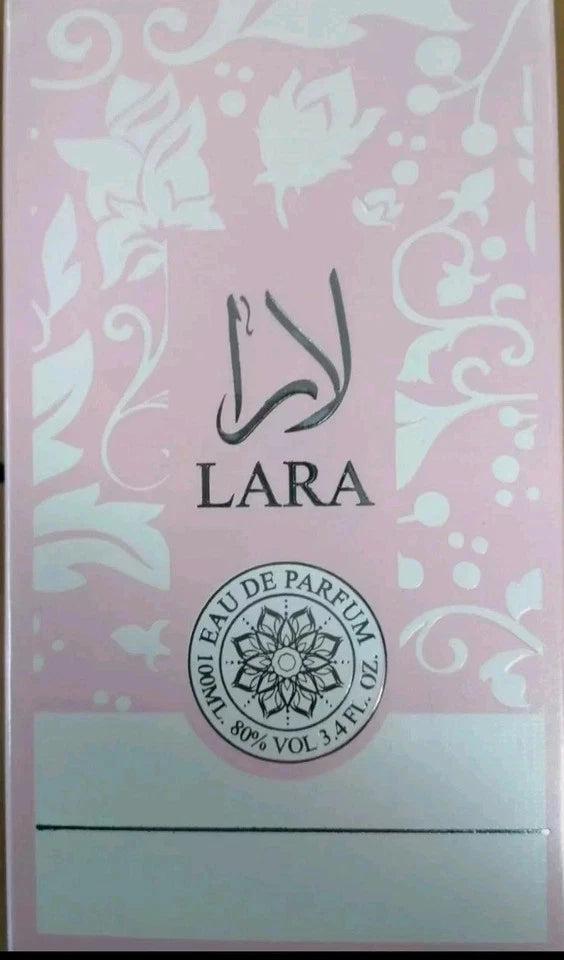 لارا
LARA
EAU DE PARFUM
100ML. 80% VOL 3.4 FL. OZ.